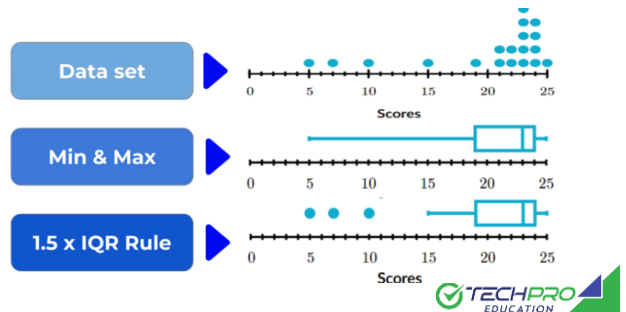 Data set
0 5 10 15 20 25
Scores
Min & Max
0 5 10 15 20 25
1.5 x IQR Rule
0 5 10 15 20 25
Scores
TECHPRO
EDUCATION